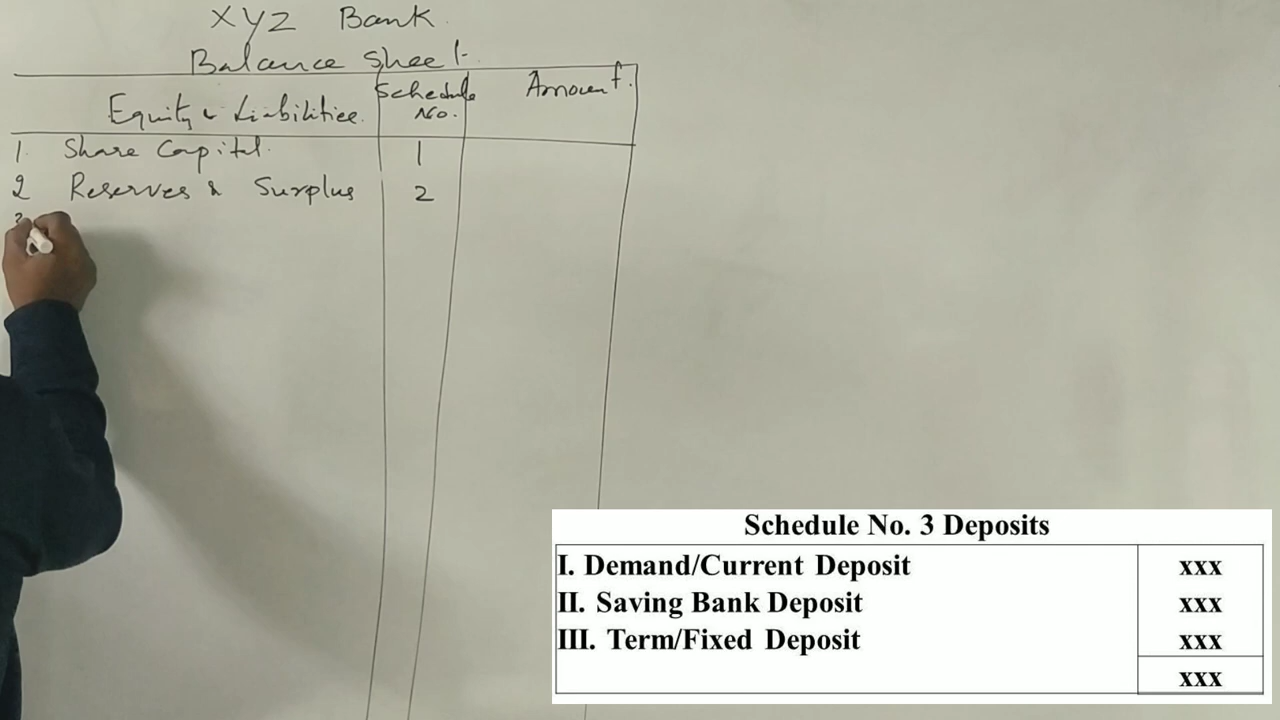 XYZ Bank
Balance Sheet
Equity & Liabilities. Schedule No. Amount.
1. Share Capital. 1
2 Reserves & Surplus 2
3
Schedule No. 3 Deposits
I. Demand/Current Deposit xxx
II. Saving Bank Deposit xxx
III. Term/Fixed Deposit xxx
xxx